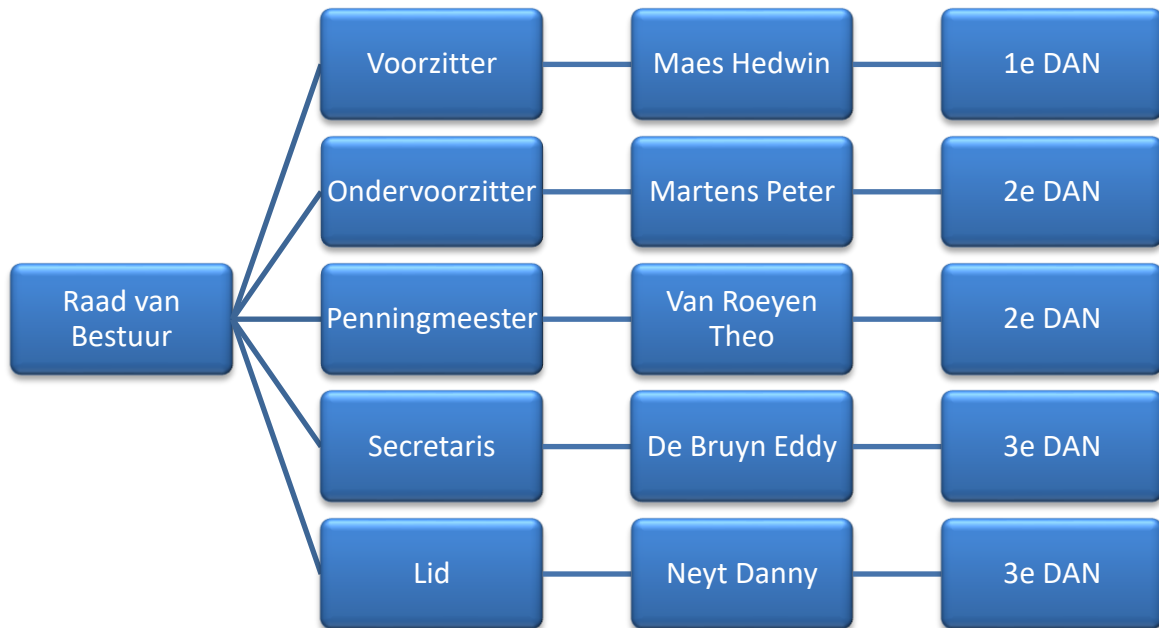 Voorzitter
Maes Hedwin
1e DAN
Ondervoorzitter
Martens Peter
2e DAN
Raad van
Bestuur
Penningmeester
Van Roeyen
Theo
2e DAN
Secretaris
De Bruyn Eddy
3e DAN
Lid
Neyt Danny
3e DAN